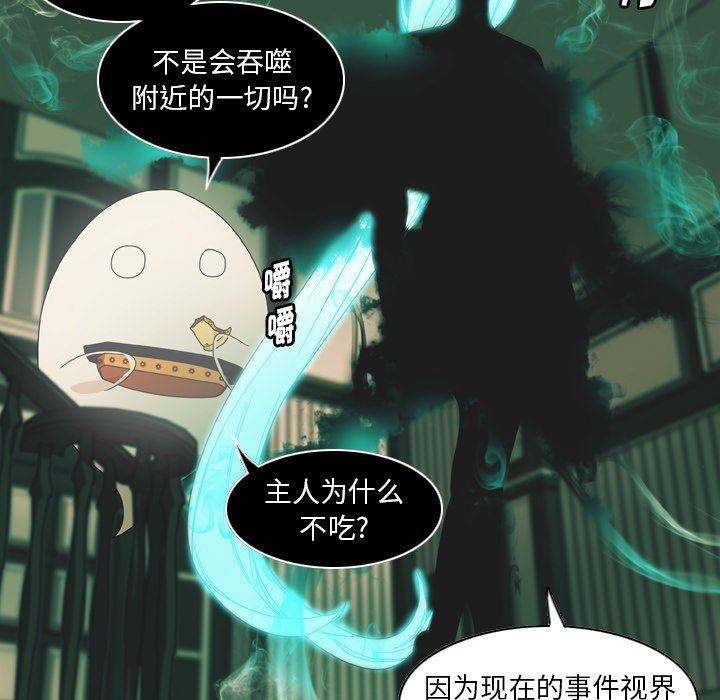 不是会吞噬
附近的一切吗?
嚼嚼
主人为什么
不吃?
因为现在的事件视界